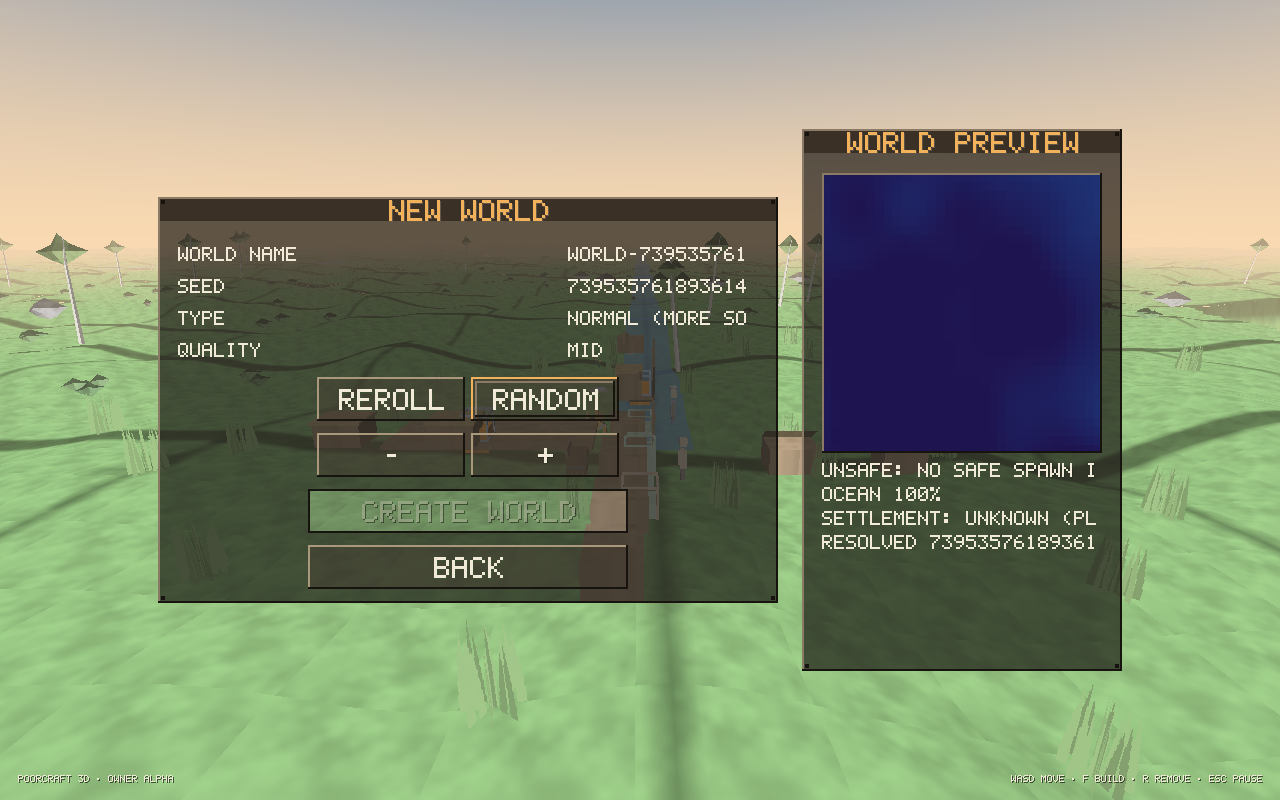 NEW WORLD
WORLD NAME WORLD-739535761
SEED 739535761893614
TYPE NORMAL (MORE SO
QUALITY MID
REROLL RANDOM
- +
CREATE WORLD
BACK
WORLD PREVIEW
UNSAFE: NO SAFE SPAWN I
OCEAN 100%
SETTLEMENT: UNKNOWN (PL
RESOLVED 73953576189361
POORCRAFT 3D · OWNER ALPHA
WASD MOVE · F BUILD · R REMOVE · ESC PAUSE